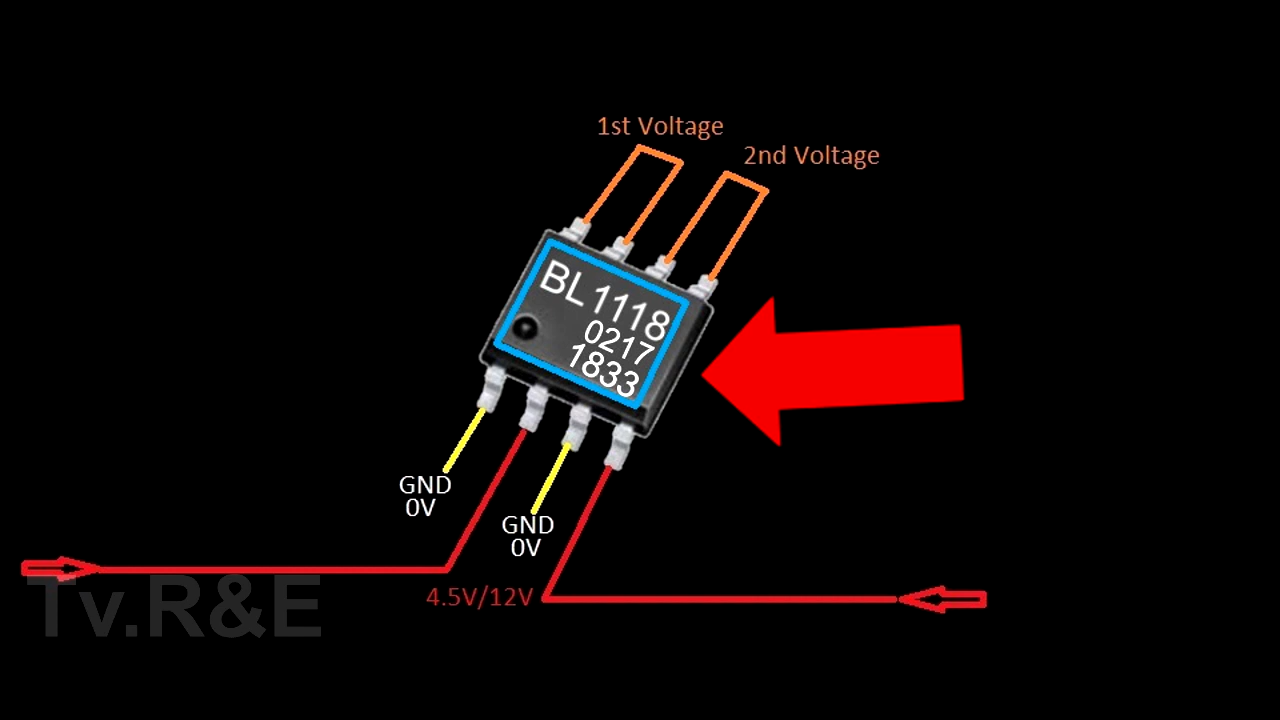 1st Voltage
2nd Voltage
BL1118
0217
1833
GND
0V
GND
0V
4.5V/12V
Tv.R&E